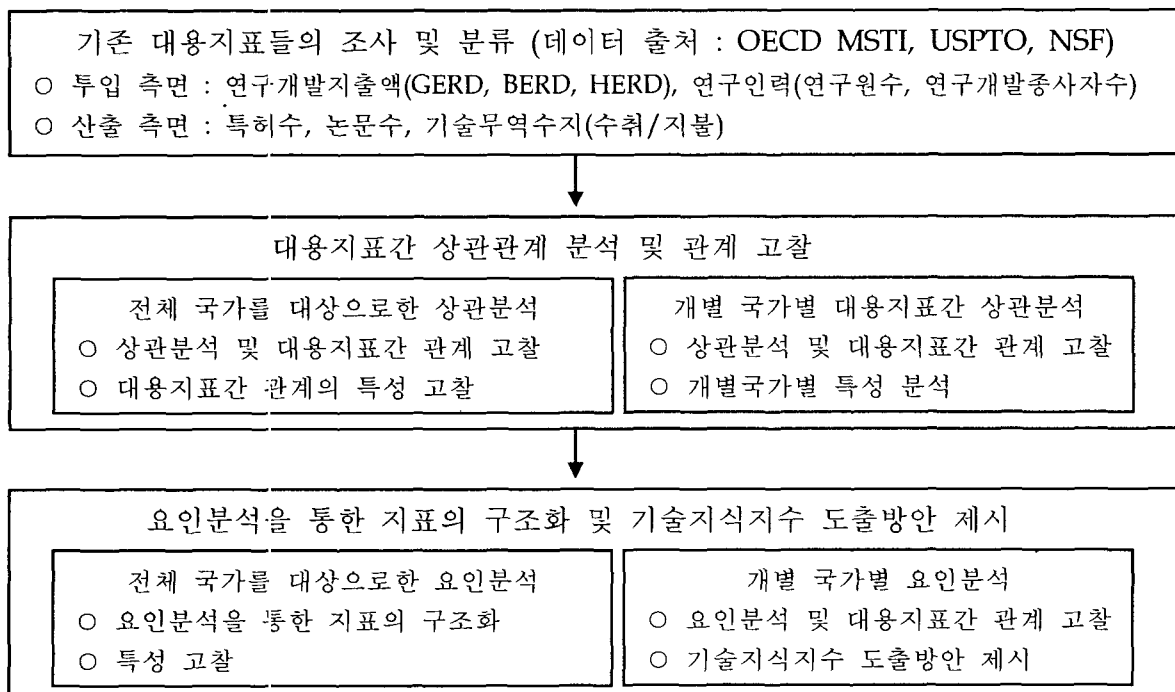 기존 대용지표들의 조사 및 분류 (데이터 출처 : OECD MSTI, USPTO, NSF)
○ 투입 측면 : 연구개발지출액(GERD, BERD, HERD), 연구인력(연구원수, 연구개발종사자수)
○ 산출 측면 : 특허수, 논문수, 기술무역수지(수취/지불)
대용지표간 상관관계 분석 및 관계 고찰
전체 국가를 대상으로한 상관분석
○ 상관분석 및 대용지표간 관계 고찰
○ 대용지표간 관계의 특성 고찰
개별 국가별 대용지표간 상관분석
○ 상관분석 및 대용지표간 관계 고찰
○ 개별국가별 특성 분석
요인분석을 통한 지표의 구조화 및 기술지식지수 도출방안 제시
전체 국가를 대상으로한 요인분석
○ 요인분석을 통한 지표의 구조화
○ 특성 고찰
개별 국가별 요인분석
○ 요인분석 및 대용지표간 관계 고찰
○ 기술지식지수 도출방안 제시